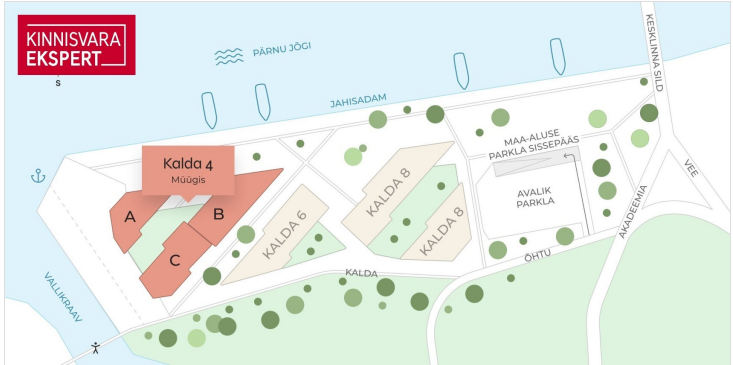 KINNISVARA
EKSPERT
S
PÄRNU JÕGI
JAHISADAM
KESKLINNA SILD
MAA-ALUSE
PARKLA SISSEPÄÄS
VEE
Kalda 4
Müügis
A
B
C
KALDA 6
KALDA 8
KALDA 8
AVALIK
PARKLA
AKADEEMIA
ÕHTU
KALDA
VALLIKRAAV